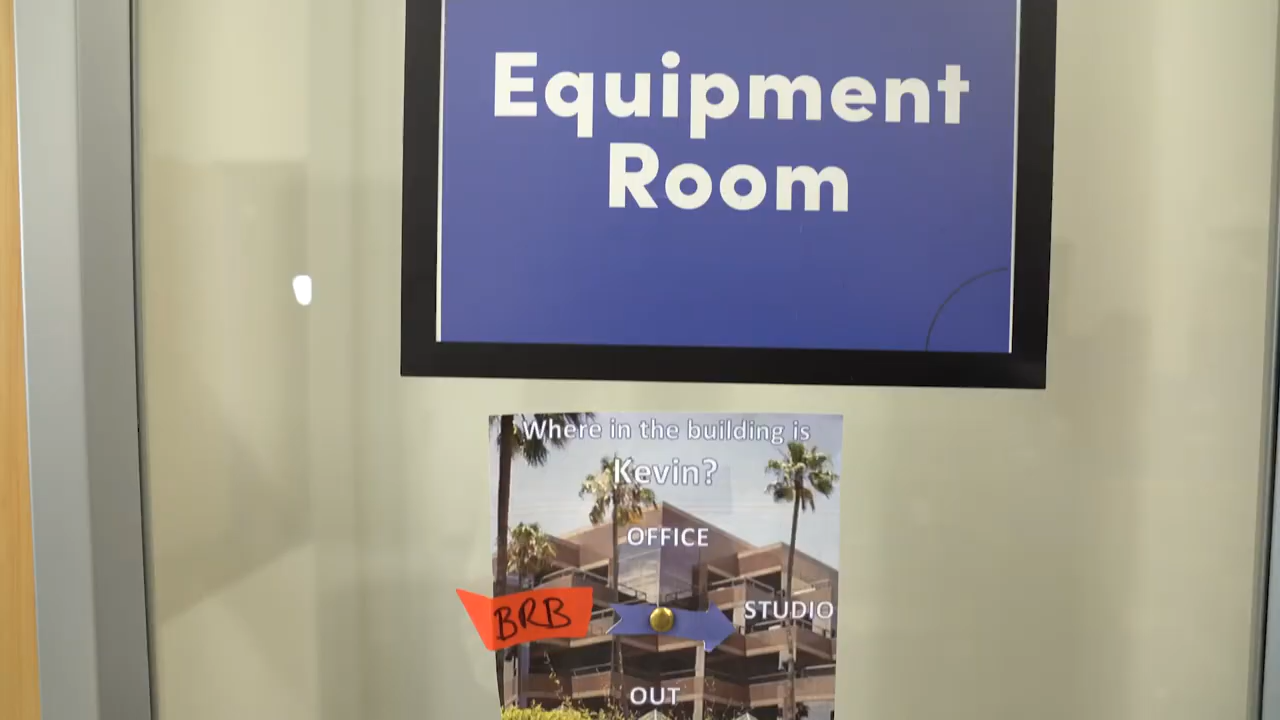 Equipment
Room
Where in the building is
Kevin?
OFFICE
BRB
STUDIO
OUT